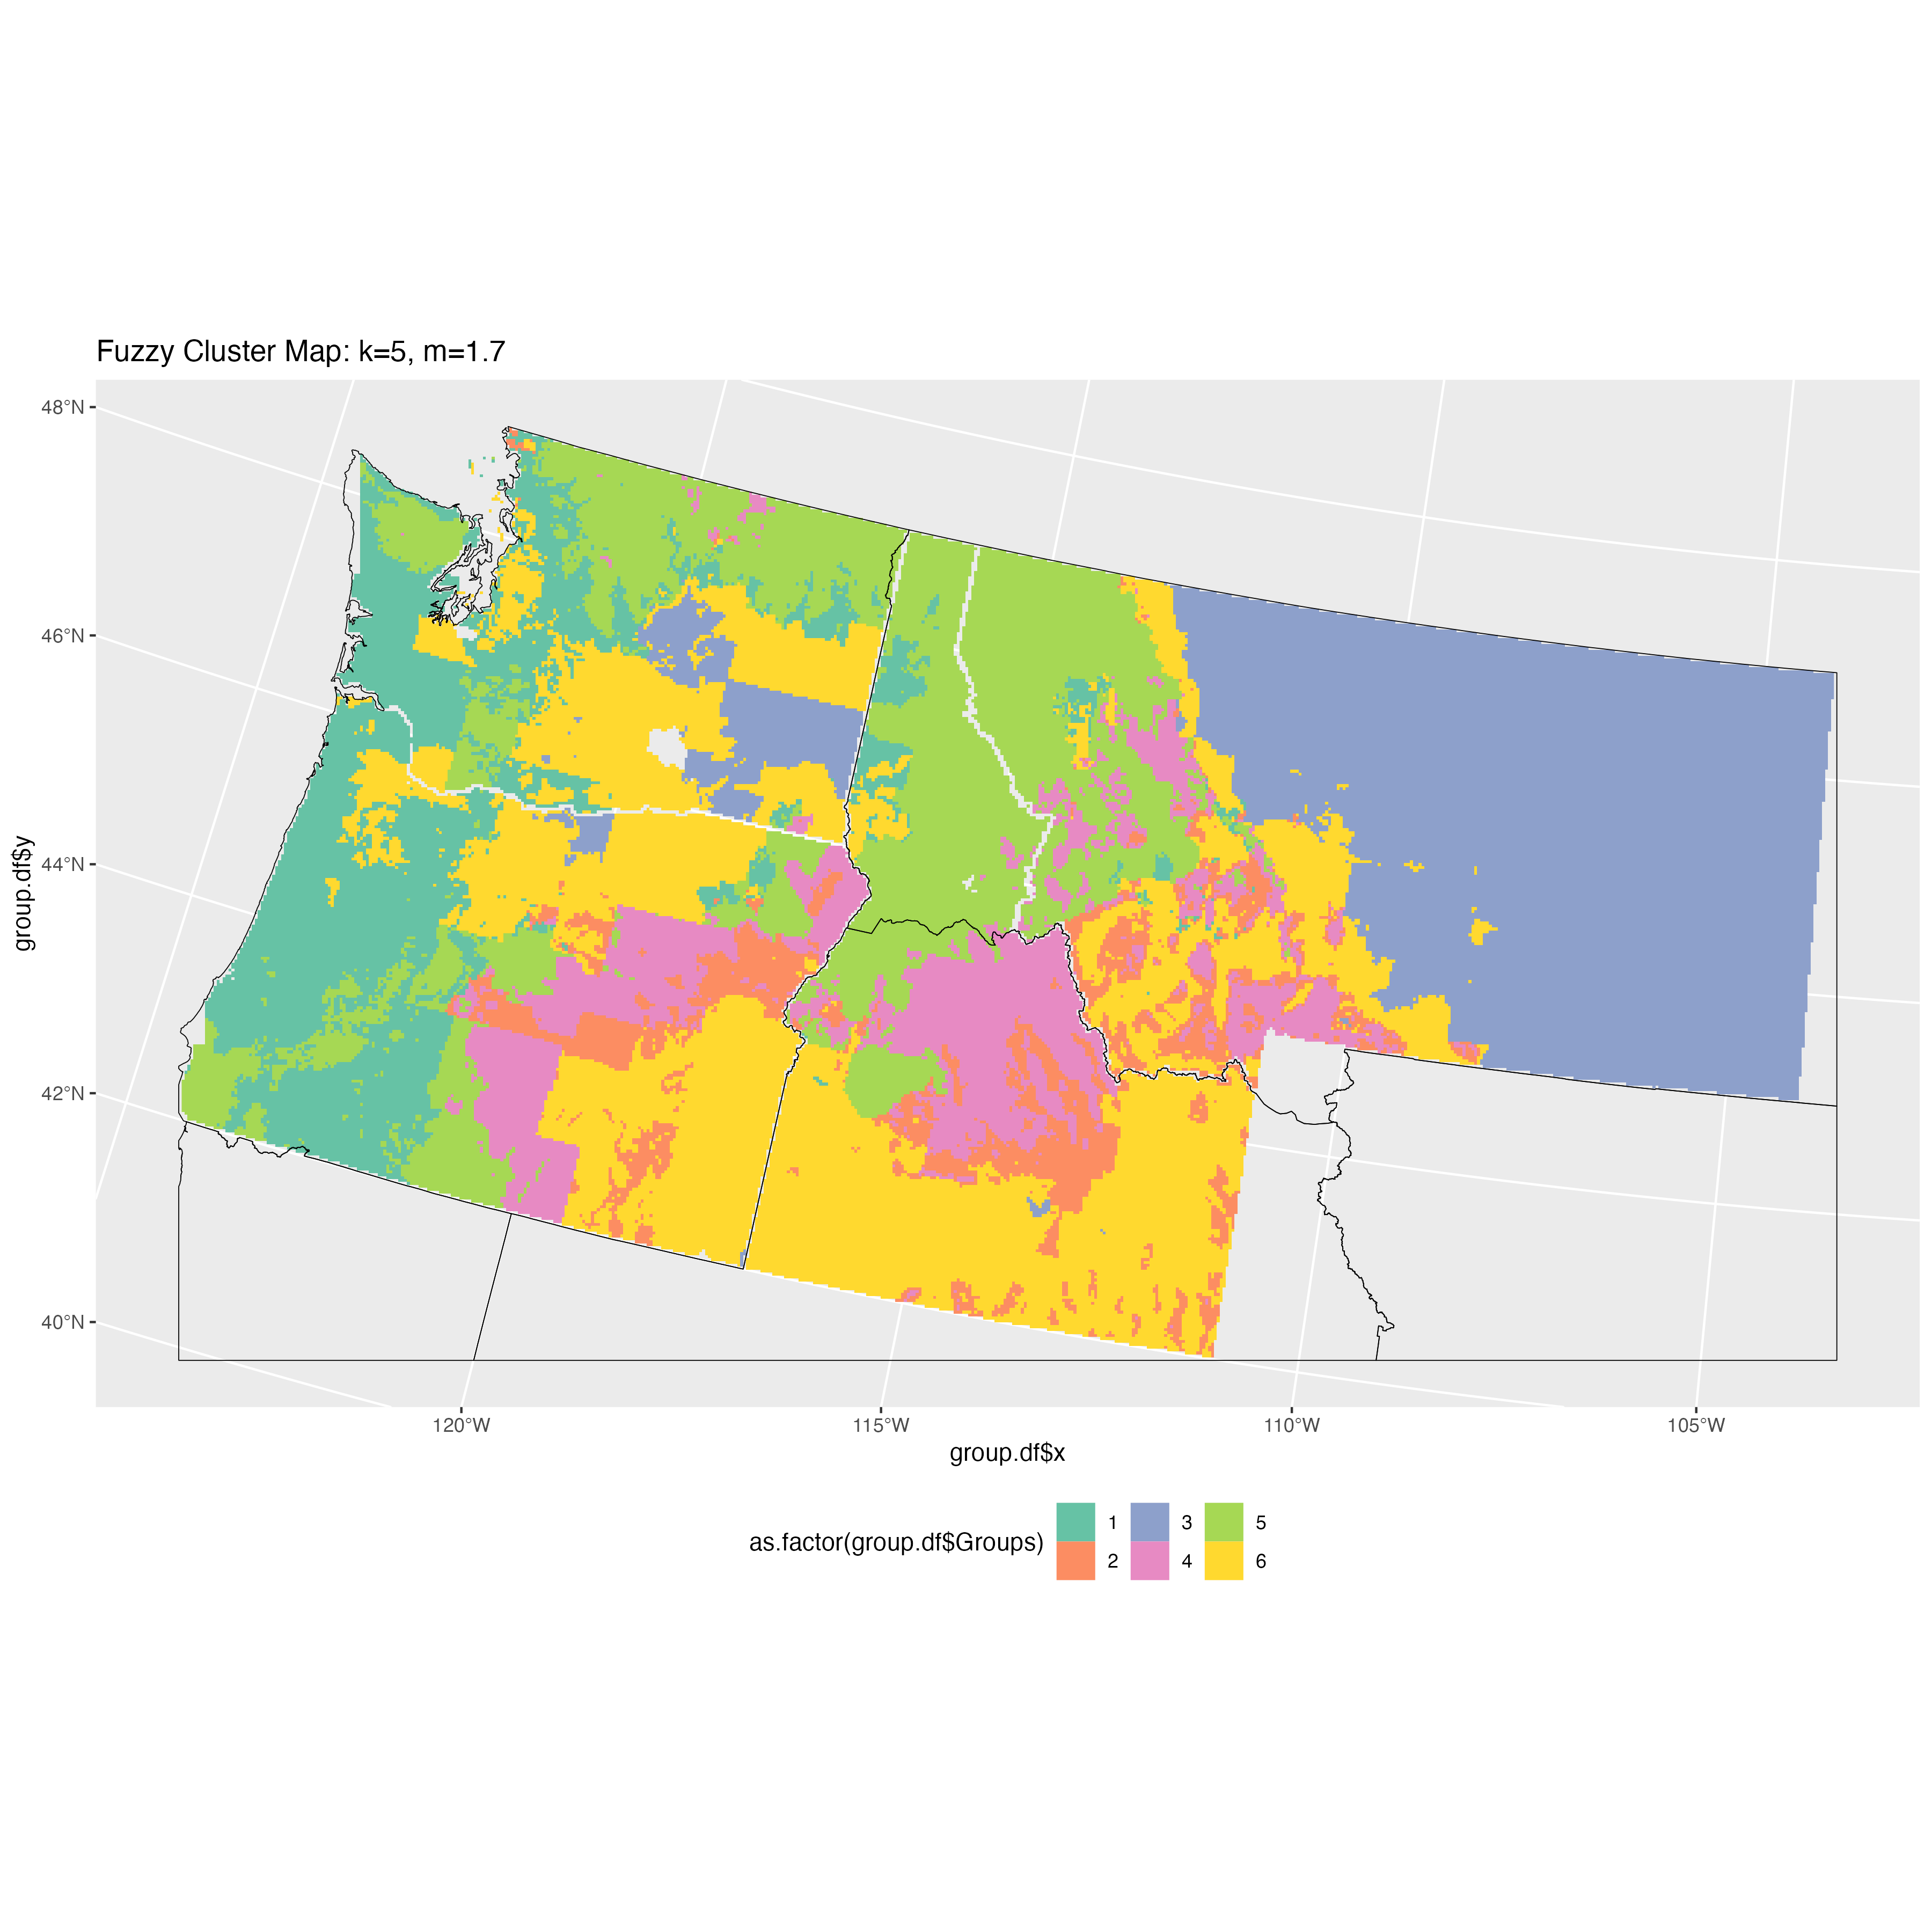 Fuzzy Cluster Map: k=5, m=1.7
48°N
46°N
44°N
42°N
40°N
group.df$y
120°W
115°W
110°W
105°W
group.df$x
as.factor(group.df$Groups)
1
3
5
2
4
6